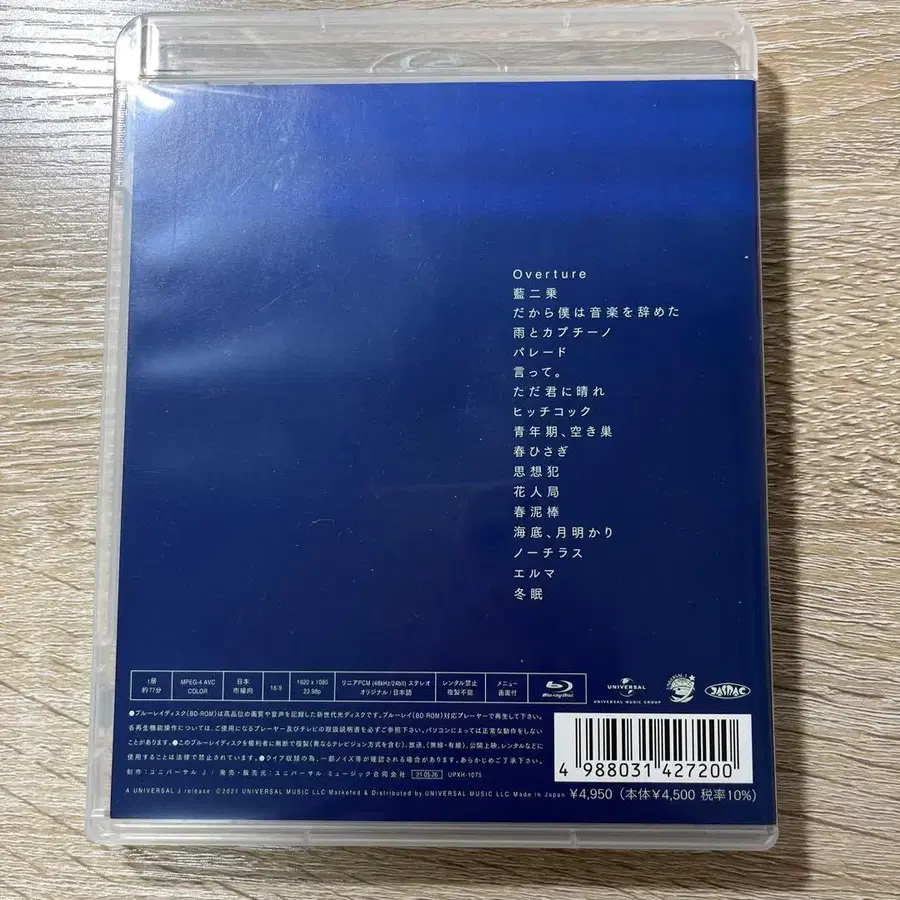 Overture
藍二乗
だから僕は音楽を辞めた
雨とカプチーノ
パレード
言って。
ただ君に晴れ
ヒッチコック
青年期、空き巣
春ひさぎ
思想犯
花人局
春泥棒
海底、月明かり
ノーチラス
エルマ
冬眠
1層 約77分
MPEG-4 AVC COLOR
日本 市場向
16:9
1920 x 1080 23.98p
リニアPCM (48kHz/24bit) ステレオ オリジナル:日本語
レンタル禁止 複製不能
メニュー 画面付
Blu-ray Disc
UNIVERSAL
UNIVERSAL MUSIC GROUP
JASRAC
●ブルーレイディスク(BD-ROM)は高品位の画質や音声を記録した新世代光ディスクです。ブルーレイ(BD-ROM)対応プレーヤーで再生して下さい。
各再生機操作については、ご使用になるプレーヤー及びテレビの取扱説明書を必ずご参照下さい。パソコンによっては正常な動作をしない
ことがあります。●このブルーレイディスクを権利者に無断で複製(異なるテレビジョン方式を含む)、放送、(無線・有線)、公開上映、レンタルなどに
使用することは法律で禁止されています。●ライブ収録の為、一部ノイズ等が確認される場合があります。あらかじめご了承下さい。
制作:ユニバーサル J / 発売・販売元:ユニバーサル ミュージック合同会社 21·05·26 UPXH-1075
A UNIVERSAL J release. ©2021 UNIVERSAL MUSIC LLC Marketed & Distributed by UNIVERSAL MUSIC LLC Made in Japan
4 988031 427200
¥4,950 (本体¥4,500 税率10%)